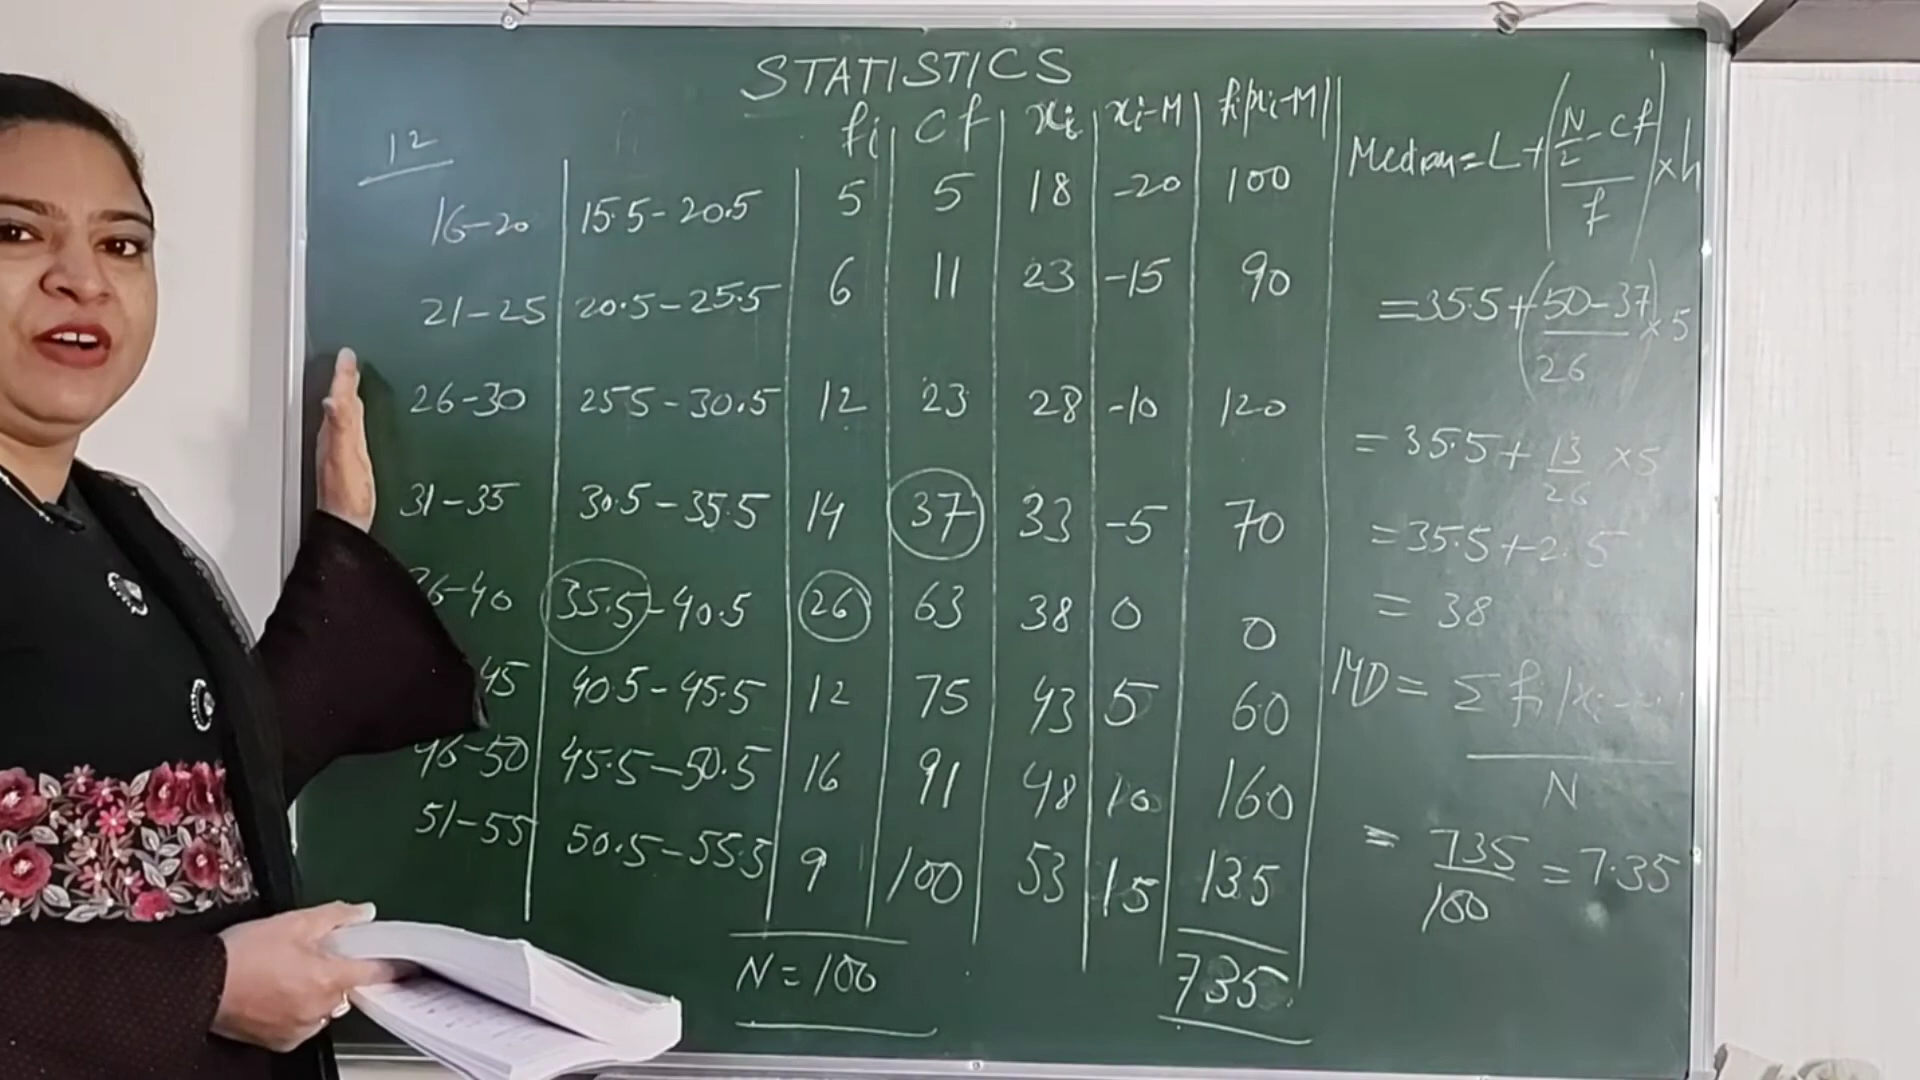 STATISTICS
12
fi Cf xi xi-M fi|xi-M|
16-20 15.5-20.5 5 5 18 -20 100
21-25 20.5-25.5 6 11 23 -15 90
26-30 255-30.5 12 23 28 -10 120
31-35 30.5-35.5 14 37 33 -5 70
6-40 35.5-40.5 26 63 38 0 0
45 40.5-45.5 12 75 43 5 60
46-50 45.5-50.5 16 91 48 10 160
51-55 50.5-55.5 9 100 53 15 135
N=100 735
Median = L+(N/2-Cf/f)×h
=35.5+(50-37/26)×5
=35.5+13/26×5
=35.5+2.5
=38
MD=Σfi|xi-
N
=735/100=7.35